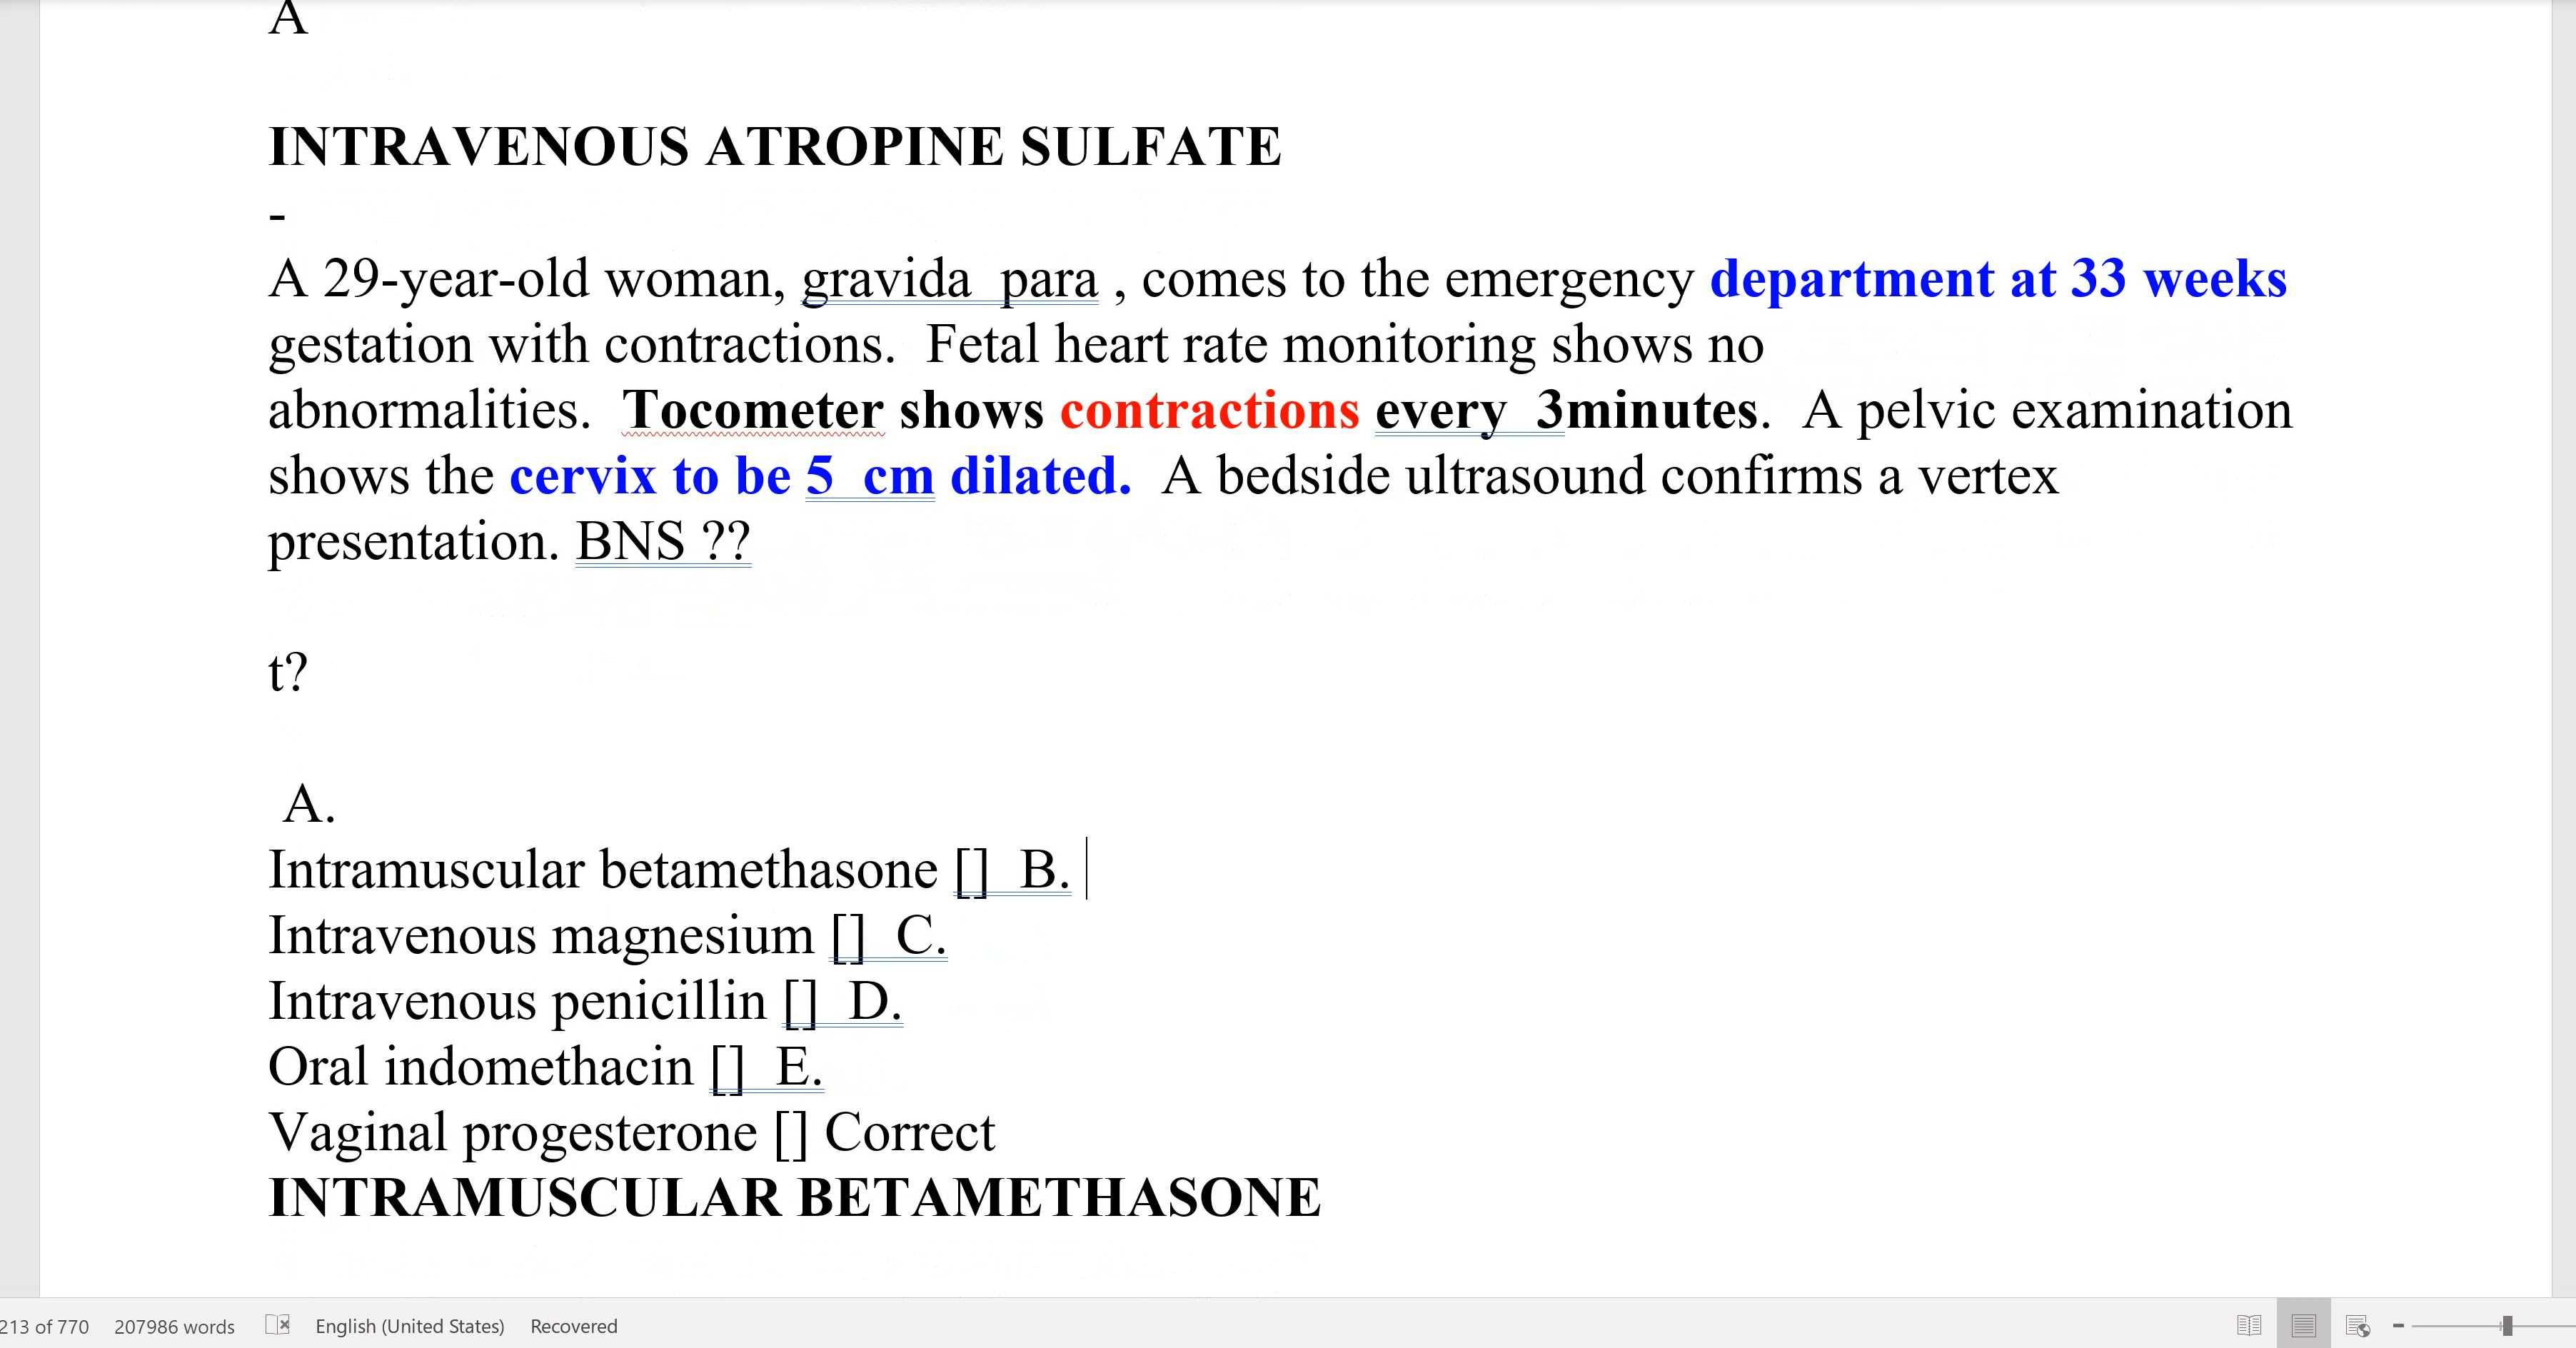 A
INTRAVENOUS ATROPINE SULFATE
-
A 29-year-old woman, gravida  para , comes to the emergency department at 33 weeks
gestation with contractions.  Fetal heart rate monitoring shows no
abnormalities.  Tocometer shows contractions every  3minutes.  A pelvic examination
shows the cervix to be 5  cm dilated.  A bedside ultrasound confirms a vertex
presentation. BNS ??
t?
A.
Intramuscular betamethasone []  B.
Intravenous magnesium []  C.
Intravenous penicillin []  D.
Oral indomethacin []  E.
Vaginal progesterone [] Correct
INTRAMUSCULAR BETAMETHASONE
213 of 770 207986 words English (United States) Recovered